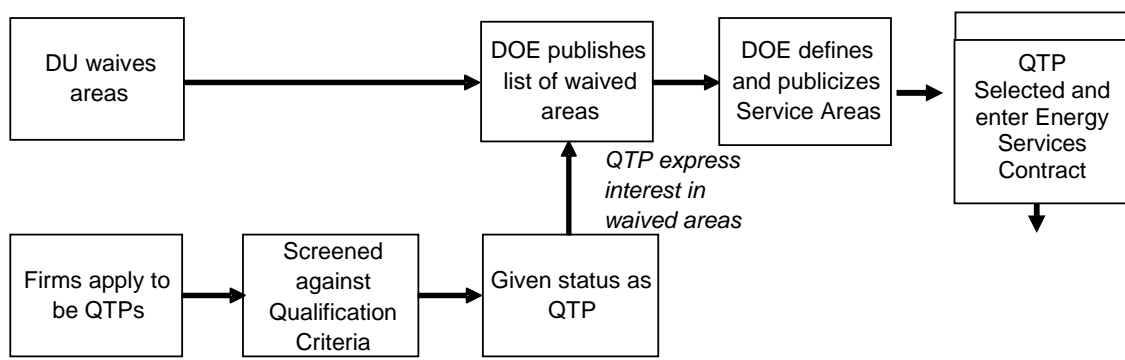 DU waives
areas
DOE publishes
list of waived
areas
DOE defines
and publicizes
Service Areas
QTP
Selected and
enter Energy
Services
Contract
QTP express
interest in
waived areas
Firms apply to
be QTPs
Screened
against
Qualification
Criteria
Given status as
QTP